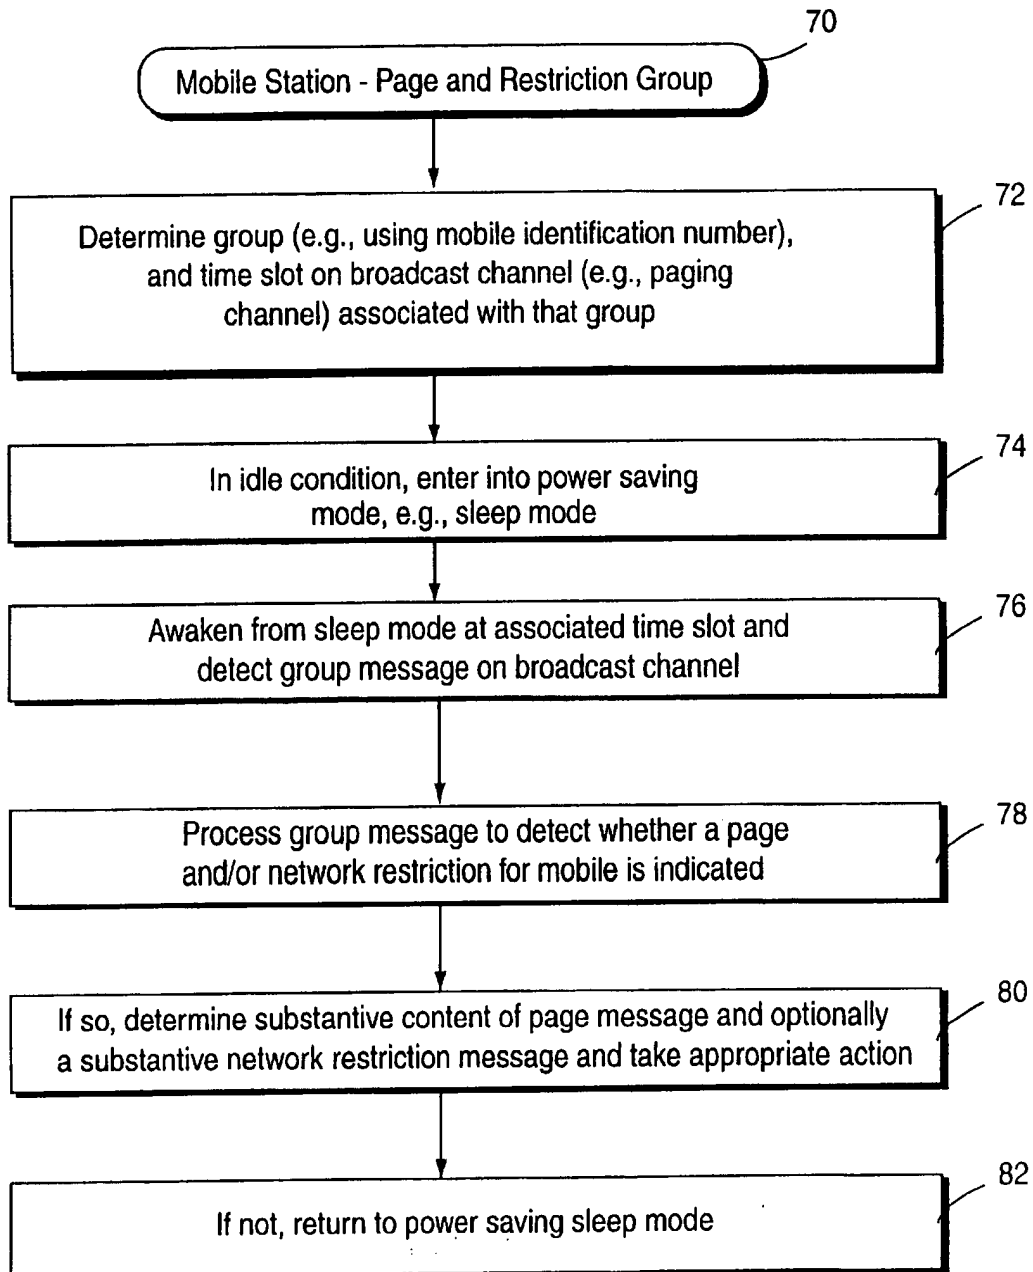 70
Mobile Station - Page and Restriction Group
72
Determine group (e.g., using mobile identification number),
and time slot on broadcast channel (e.g., paging
channel) associated with that group
74
In idle condition, enter into power saving
mode, e.g., sleep mode
76
Awaken from sleep mode at associated time slot and
detect group message on broadcast channel
78
Process group message to detect whether a page
and/or network restriction for mobile is indicated
80
If so, determine substantive content of page message and optionally
a substantive network restriction message and take appropriate action
82
If not, return to power saving sleep mode